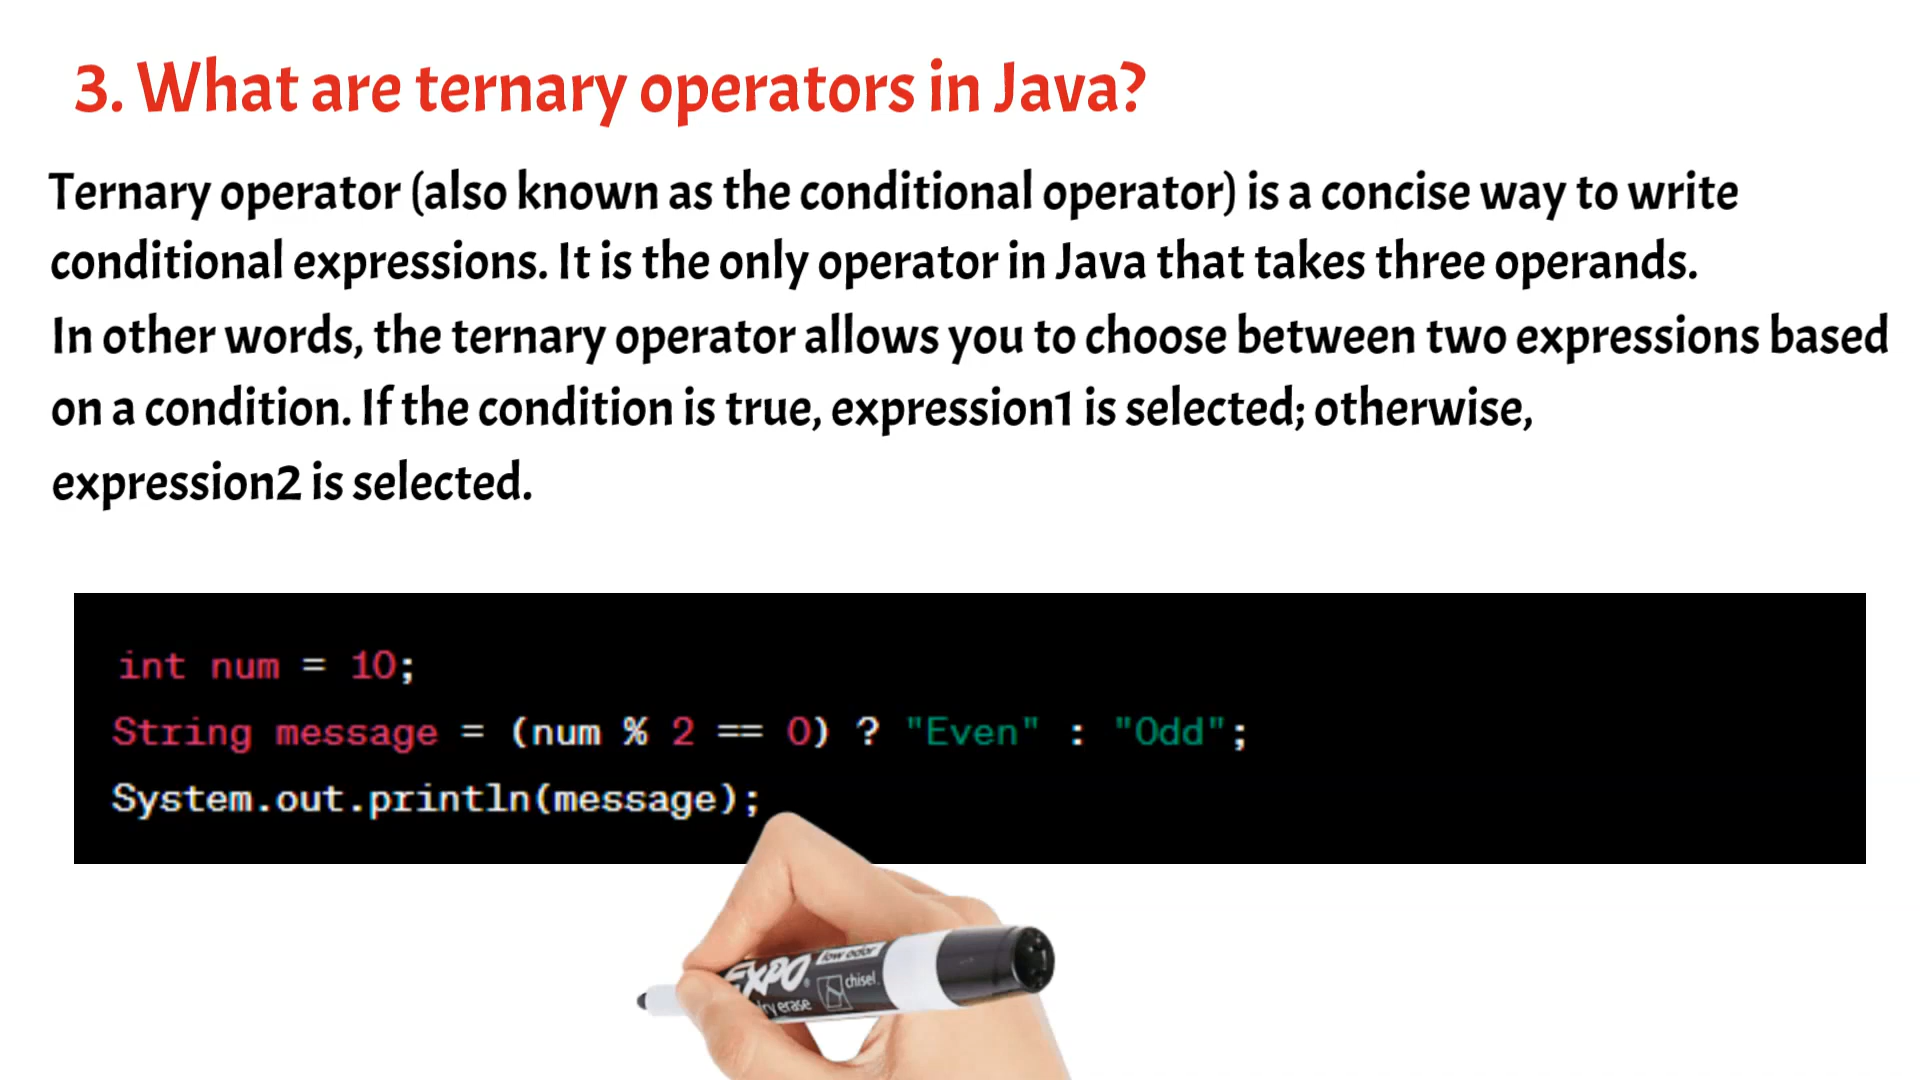 3. What are ternary operators in Java?
Ternary operator (also known as the conditional operator) is a concise way to write
conditional expressions. It is the only operator in Java that takes three operands.
In other words, the ternary operator allows you to choose between two expressions based
on a condition. If the condition is true, expression1 is selected; otherwise,
expression2 is selected.
int num = 10;
String message = (num % 2 == 0) ? "Even" : "Odd";
System.out.println(message);
EXPO low odor
chisel
dry erase